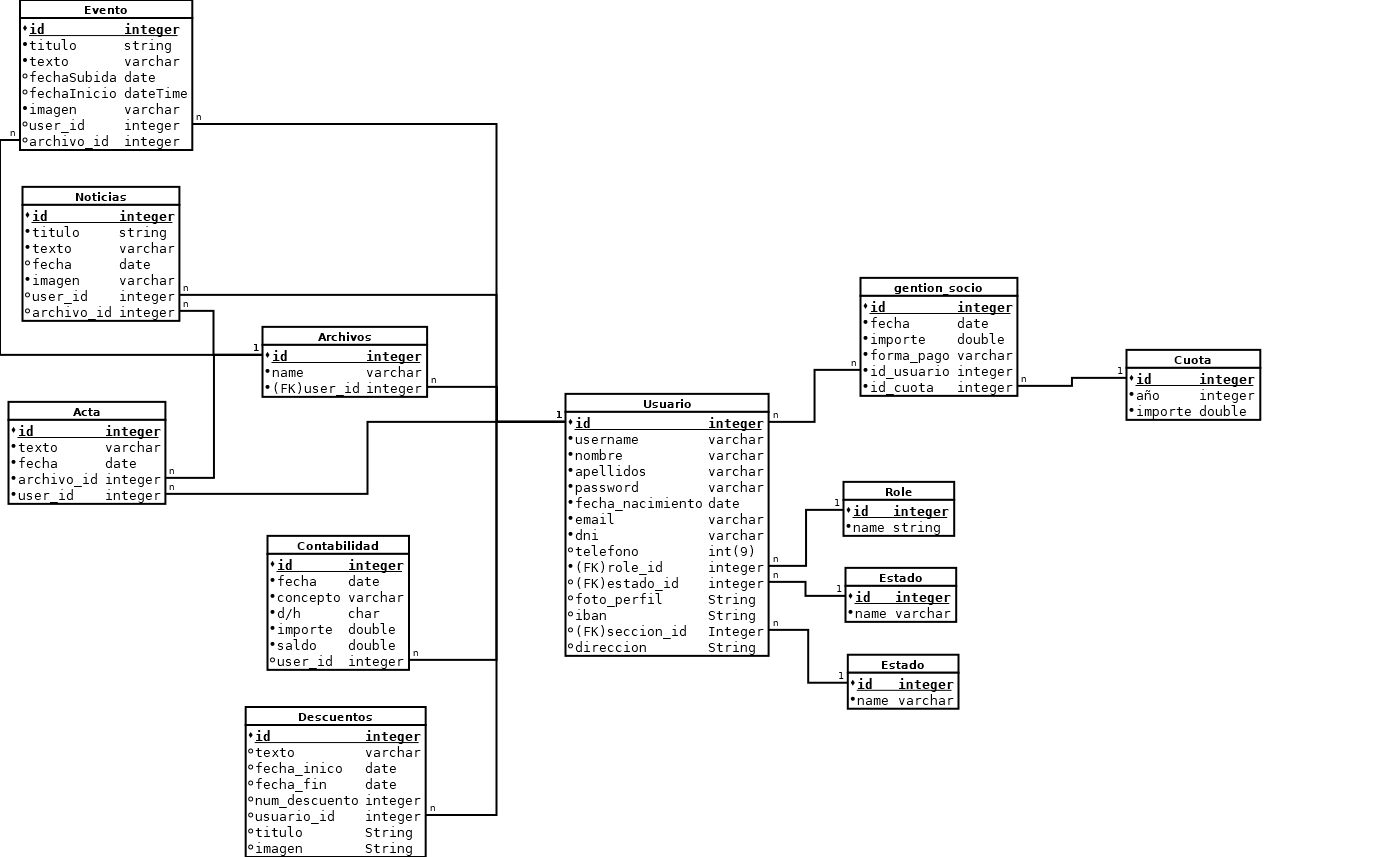 Evento
id integer
titulo string
texto varchar
fechaSubida date
fechaInicio dateTime
imagen varchar
user_id integer
archivo_id integer
n
n
Noticias
id integer
titulo string
texto varchar
fecha date
imagen varchar
user_id integer
archivo_id integer
n
n
Archivos
id integer
name varchar
(FK)user_id integer
1
n
Acta
id integer
texto varchar
fecha date
archivo_id integer
user_id integer
n
n
Contabilidad
id integer
fecha date
concepto varchar
d/h char
importe double
saldo double
user_id integer
n
Descuentos
id integer
texto varchar
fecha_inico date
fecha_fin date
num_descuento integer
usuario_id integer
titulo String
imagen String
n
Usuario
id integer
username varchar
nombre varchar
apellidos varchar
password varchar
fecha_nacimiento date
email varchar
dni varchar
telefono int(9)
(FK)role_id integer
(FK)estado_id integer
foto_perfil String
iban String
(FK)seccion_id Integer
direccion String
1
n
n
n
n
gention_socio
id integer
fecha date
importe double
forma_pago varchar
id_usuario integer
id_cuota integer
n
n
Cuota
id integer
año integer
importe double
1
Role
id integer
name string
1
Estado
id integer
name varchar
1
Estado
id integer
name varchar
1